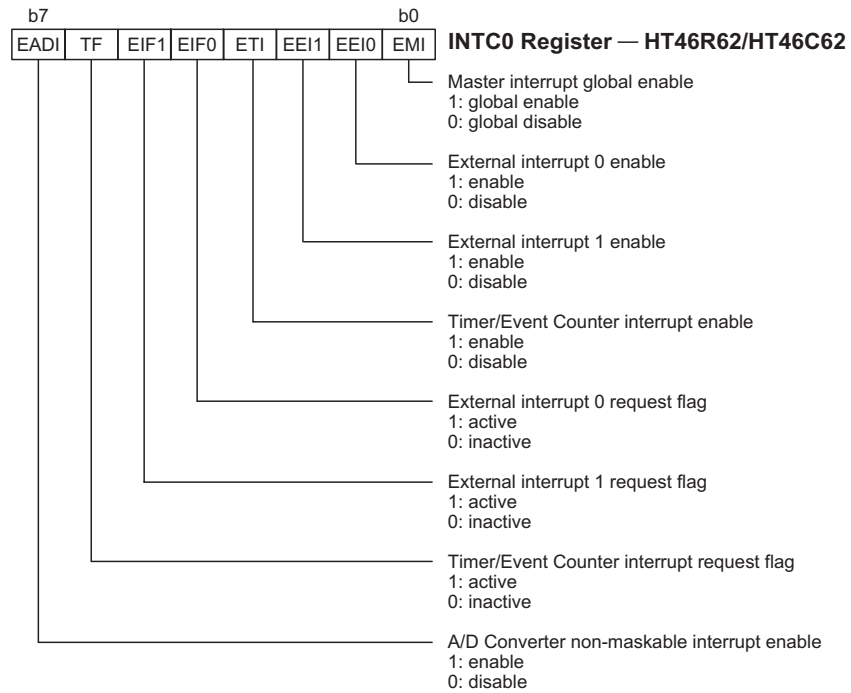 b7 b0
EADI TF EIF1 EIF0 ETI EEI1 EEI0 EMI
INTC0 Register — HT46R62/HT46C62
Master interrupt global enable
1: global enable
0: global disable
External interrupt 0 enable
1: enable
0: disable
External interrupt 1 enable
1: enable
0: disable
Timer/Event Counter interrupt enable
1: enable
0: disable
External interrupt 0 request flag
1: active
0: inactive
External interrupt 1 request flag
1: active
0: inactive
Timer/Event Counter interrupt request flag
1: active
0: inactive
A/D Converter non-maskable interrupt enable
1: enable
0: disable